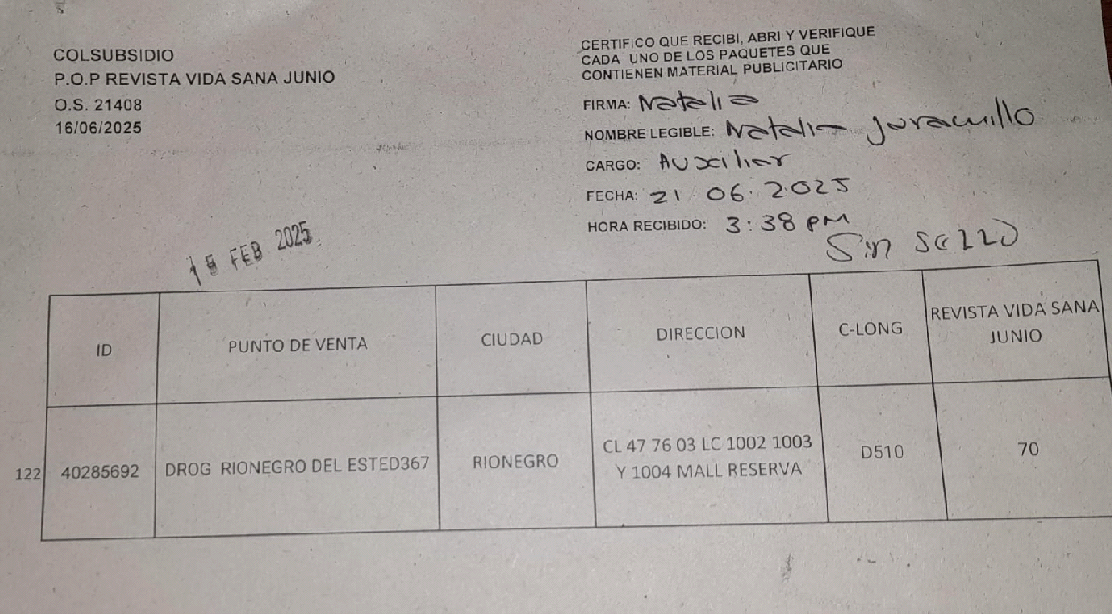 COLSUBSIDIO
P.O.P REVISTA VIDA SANA JUNIO
O.S. 21408
16/06/2025
CERTIFICO QUE RECIBI, ABRI Y VERIFIQUE
CADA UNO DE LOS PAQUETES QUE
CONTIENEN MATERIAL PUBLICITARIO
FIRMA: Natalia
NOMBRE LEGIBLE: Natalia Jaramillo
CARGO: Auxiliar
FECHA: 21 06.2025
HORA RECIBIDO: 3:38 PM
Sin sello
FEB 2025
ID PUNTO DE VENTA CIUDAD DIRECCION C-LONG REVISTA VIDA SANA
JUNIO
122 40285692 DROG RIONEGRO DEL ESTED367 RIONEGRO CL 47 76 03 LC 1002 1003 D510 70
Y 1004 MALL RESERVA